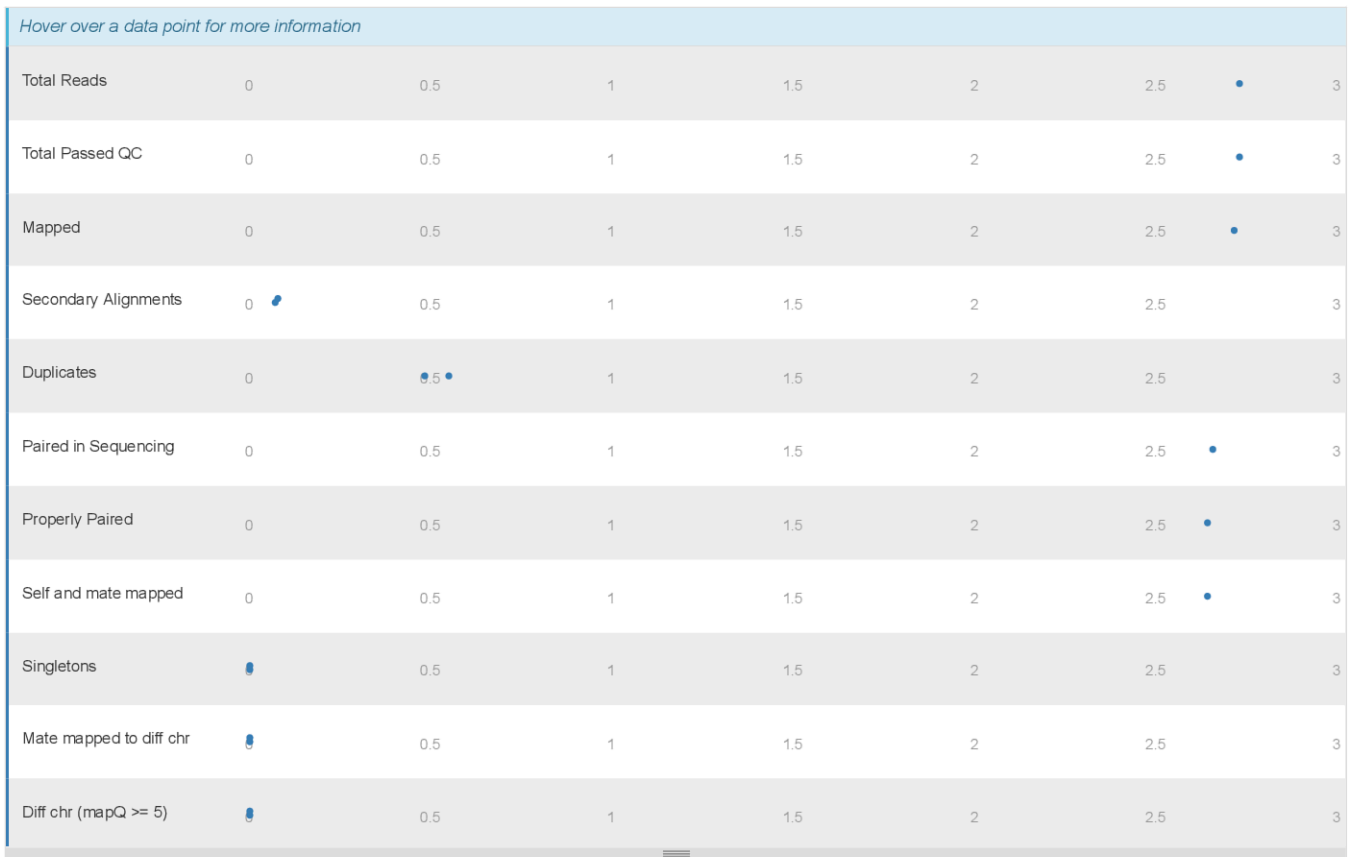 Hover over a data point for more information
Total Reads 0 0.5 1 1.5 2 2.5 3
Total Passed QC 0 0.5 1 1.5 2 2.5 3
Mapped 0 0.5 1 1.5 2 2.5 3
Secondary Alignments 0 0.5 1 1.5 2 2.5 3
Duplicates 0 0.5 1 1.5 2 2.5 3
Paired in Sequencing 0 0.5 1 1.5 2 2.5 3
Properly Paired 0 0.5 1 1.5 2 2.5 3
Self and mate mapped 0 0.5 1 1.5 2 2.5 3
Singletons 0 0.5 1 1.5 2 2.5 3
Mate mapped to diff chr 0 0.5 1 1.5 2 2.5 3
Diff chr (mapQ >= 5) 0 0.5 1 1.5 2 2.5 3